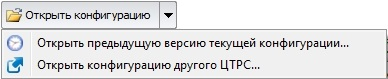 Открыть конфигурацию
Открыть предыдущую версию текущей конфигурации...
Открыть конфигурацию другого ЦТРС...